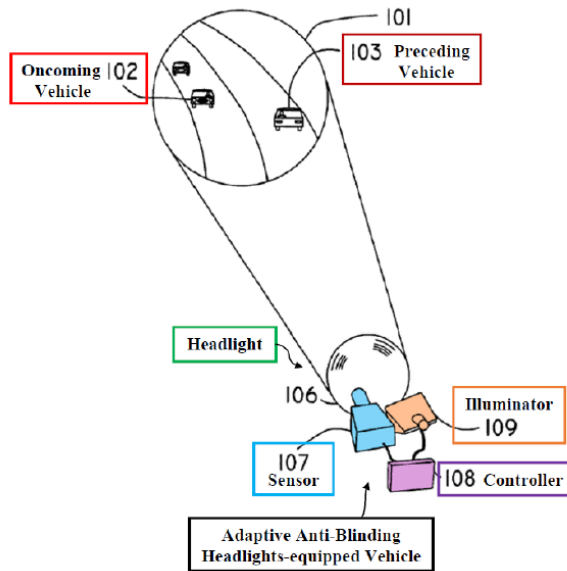 101
Oncoming 102
Vehicle
103 Preceding
Vehicle
Headlight
106
Illuminator
109
107
Sensor
108 Controller
Adaptive Anti-Blinding
Headlights-equipped Vehicle